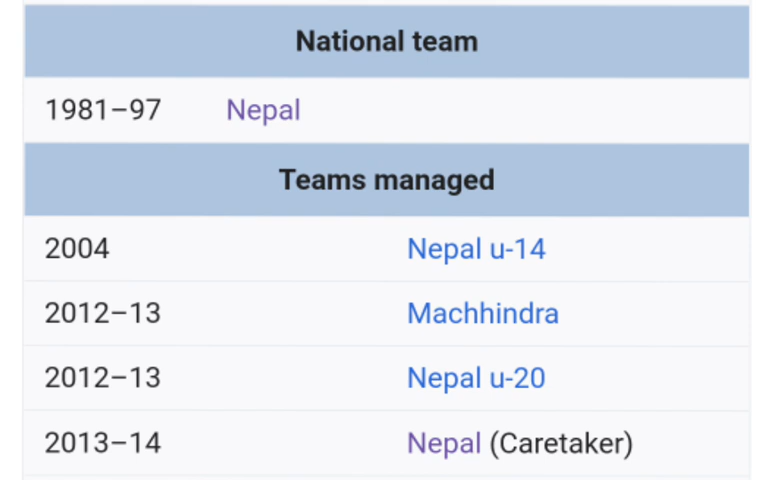 National team
1981–97 Nepal
Teams managed
2004 Nepal u-14
2012–13 Machhindra
2012–13 Nepal u-20
2013–14 Nepal (Caretaker)